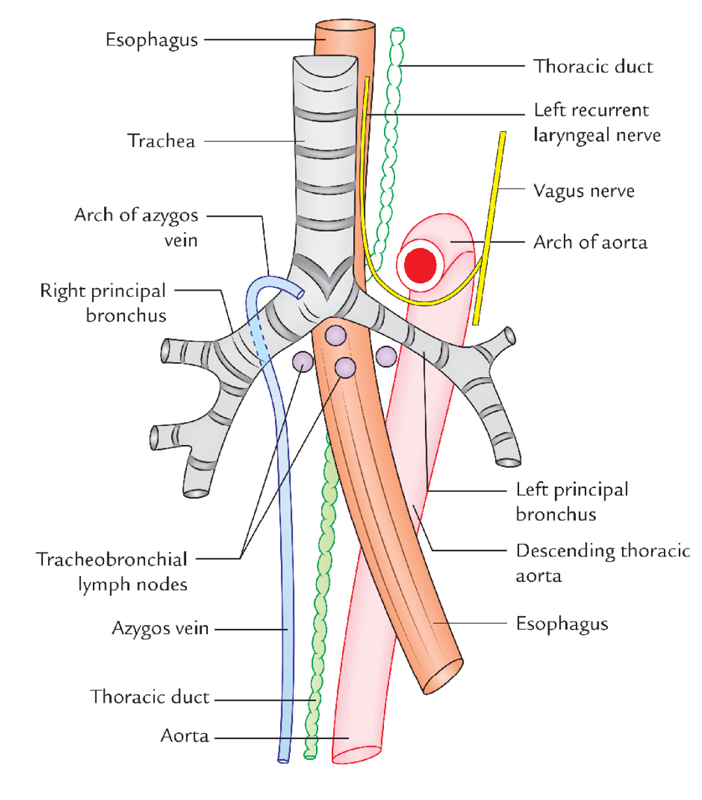 Esophagus
Thoracic duct
Left recurrent
laryngeal nerve
Trachea
Vagus nerve
Arch of azygos
vein
Arch of aorta
Right principal
bronchus
Left principal
bronchus
Tracheobronchial
lymph nodes
Descending thoracic
aorta
Azygos vein
Esophagus
Thoracic duct
Aorta